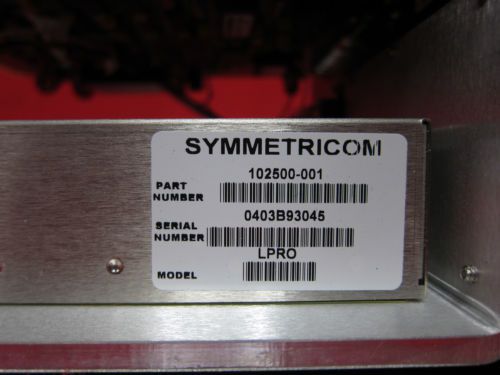 SYMMETRICOM
102500-001
PART NUMBER
0403B93045
SERIAL NUMBER
LPRO
MODEL